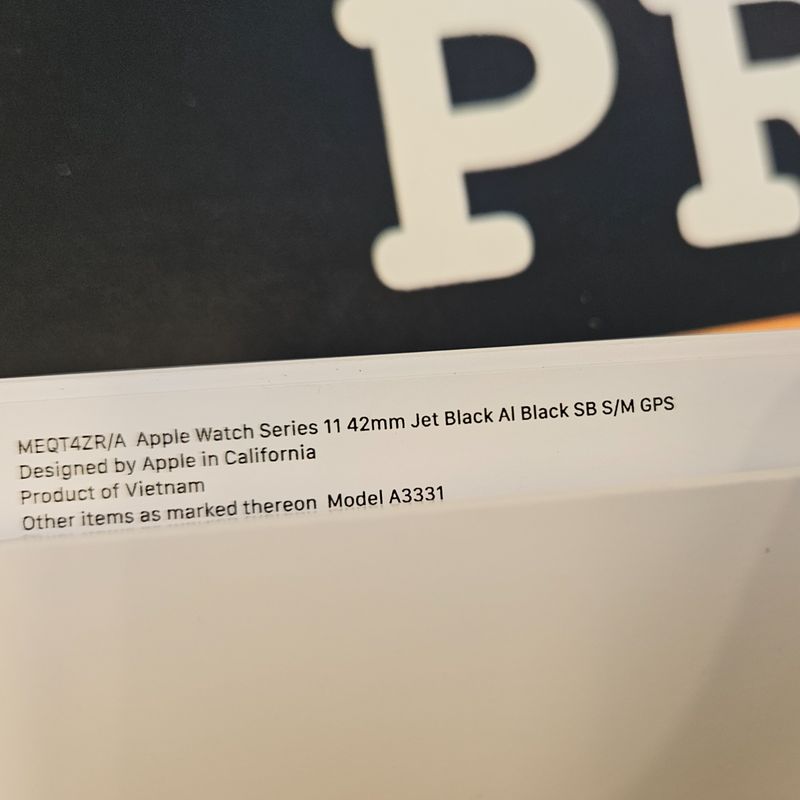 PR
MEQT4ZR/A Apple Watch Series 11 42mm Jet Black Al Black SB S/M GPS
Designed by Apple in California
Product of Vietnam
Other items as marked thereon Model A3331